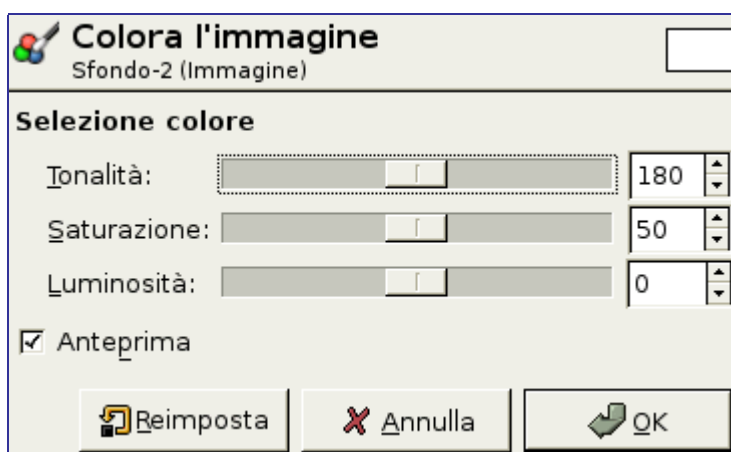 Colora l'immagine
Sfondo-2 (Immagine)
Selezione colore
Tonalità: 180
Saturazione: 50
Luminosità: 0
Anteprima
Reimposta Annulla OK